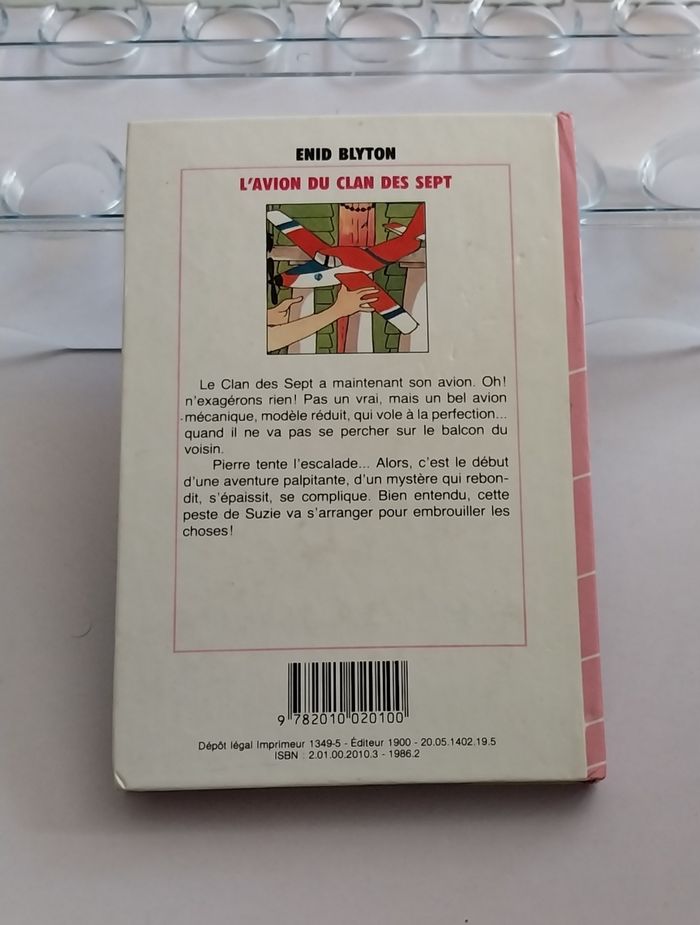 ENID BLYTON
L'AVION DU CLAN DES SEPT
Le Clan des Sept a maintenant son avion. Oh!
n'exagérons rien! Pas un vrai, mais un bel avion
mécanique, modèle réduit, qui vole à la perfection...
quand il ne va pas se percher sur le balcon du
voisin.
Pierre tente l'escalade... Alors, c'est le début
d'une aventure palpitante, d'un mystère qui rebon-
dit, s'épaissit, se complique. Bien entendu, cette
peste de Suzie va s'arranger pour embrouiller les
choses!
9 782010 020100
Dépôt légal Imprimeur 1349-5 - Éditeur 1900 - 20.05.1402.19.5
ISBN : 2.01.00.2010.3 - 1986.2